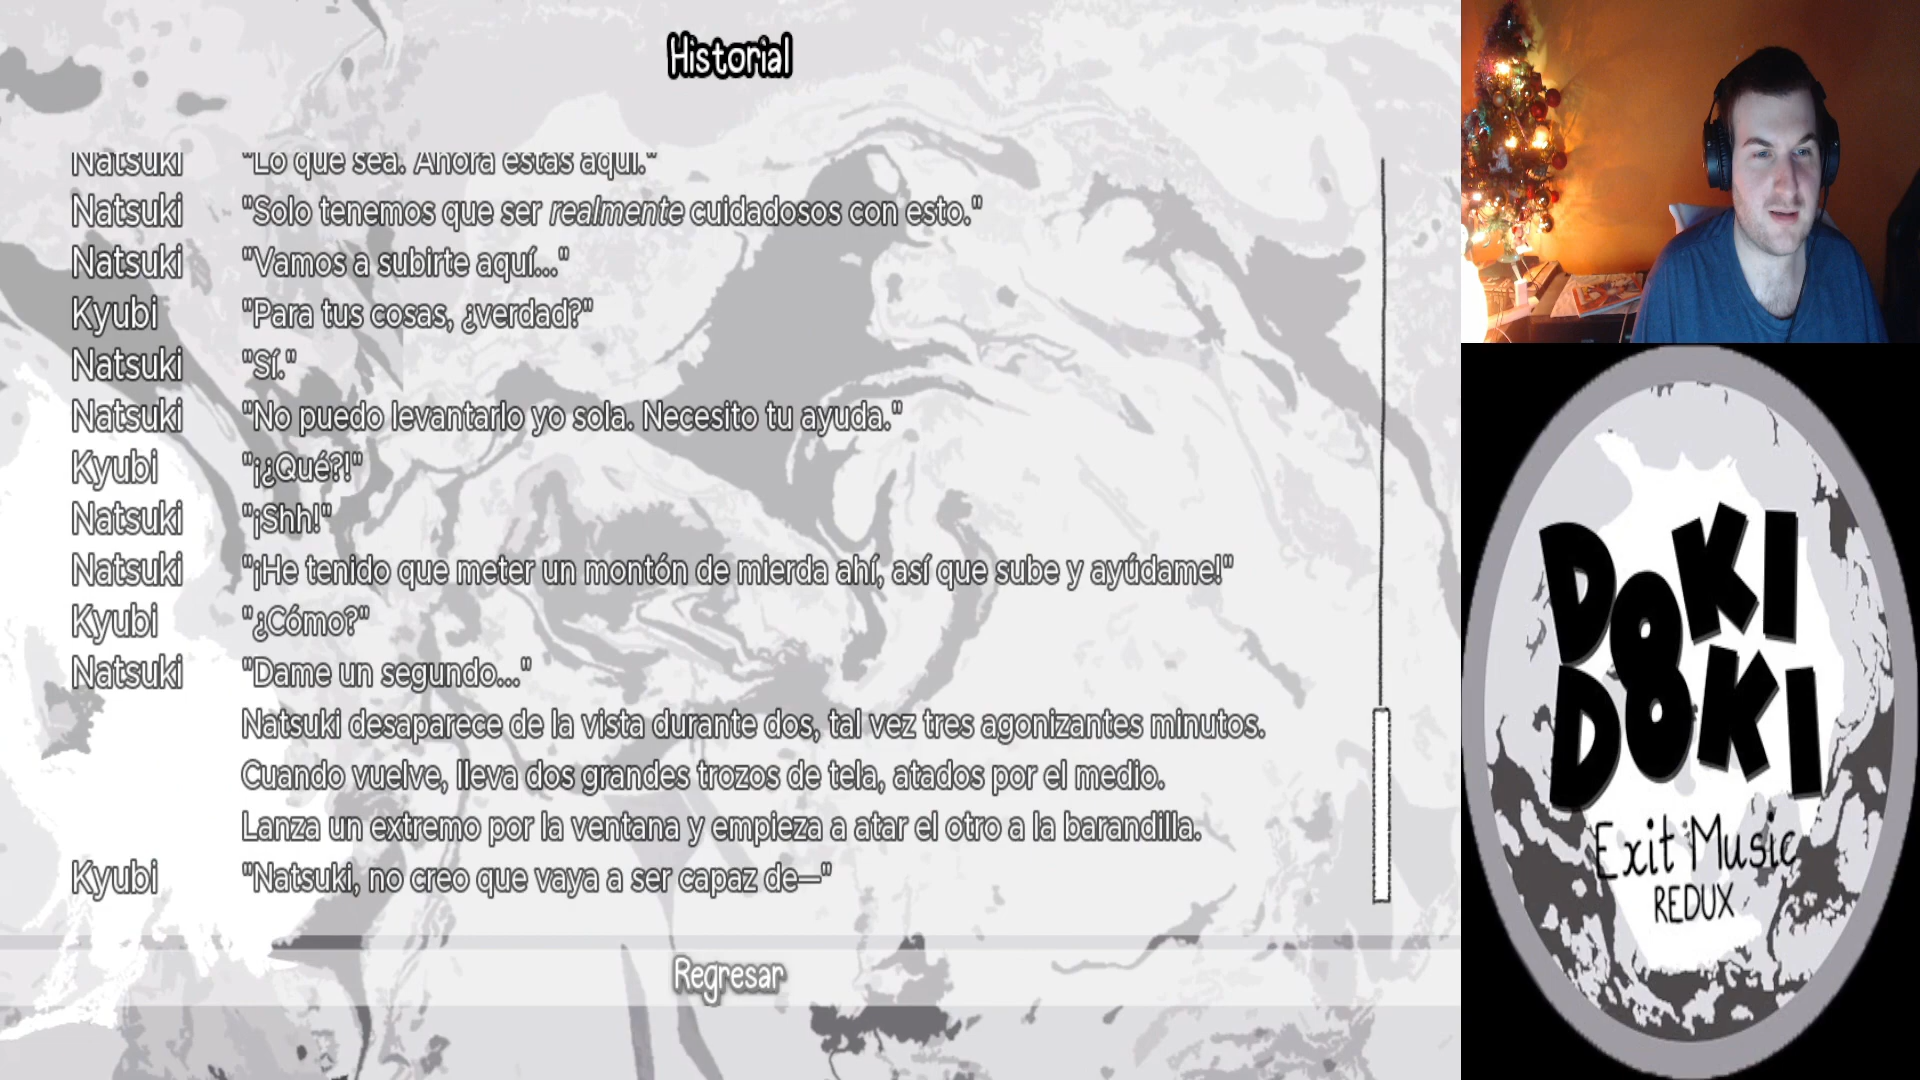 Historial
Natsuki "Lo que sea. Ahora estás aquí."
Natsuki "Solo tenemos que ser realmente cuidadosos con esto."
Natsuki "Vamos a subirte aquí..."
Kyubi "Para tus cosas, ¿verdad?"
Natsuki "Sí."
Natsuki "No puedo levantarlo yo sola. Necesito tu ayuda."
Kyubi "¡¿Qué?!"
Natsuki "¡Shh!"
Natsuki "¡He tenido que meter un montón de mierda ahí, así que sube y ayúdame!"
Kyubi "¿Cómo?"
Natsuki "Dame un segundo..."
Natsuki desaparece de la vista durante dos, tal vez tres agonizantes minutos.
Cuando vuelve, lleva dos grandes trozos de tela, atados por el medio.
Lanza un extremo por la ventana y empieza a atar el otro a la barandilla.
Kyubi "Natsuki, no creo que vaya a ser capaz de—"
Regresar
DOKI
DOKI
Exit Music
REDUX